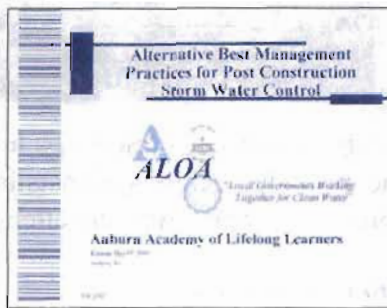 Alternative Best Management
Practices for Post Construction
Storm Water Control
ALOA
"Local Governments Working
Together for Clean Water"
Auburn Academy of Lifelong Learners